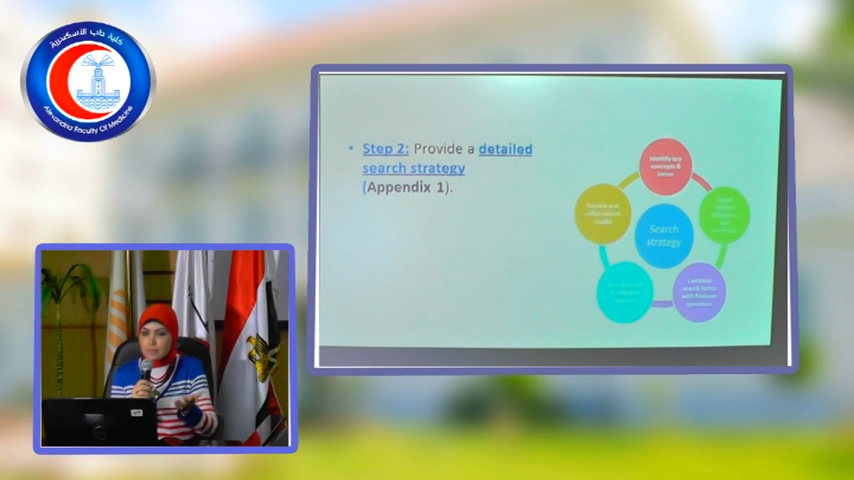 كلية طب الاسكندرية
Alexandria Faculty Of Medicine
• Step 2: Provide a detailed
search strategy
(Appendix 1).
Identify key
concepts &
terms
Search
strategy
Review and
refine search
results
Combine
search terms
with Boolean
operators